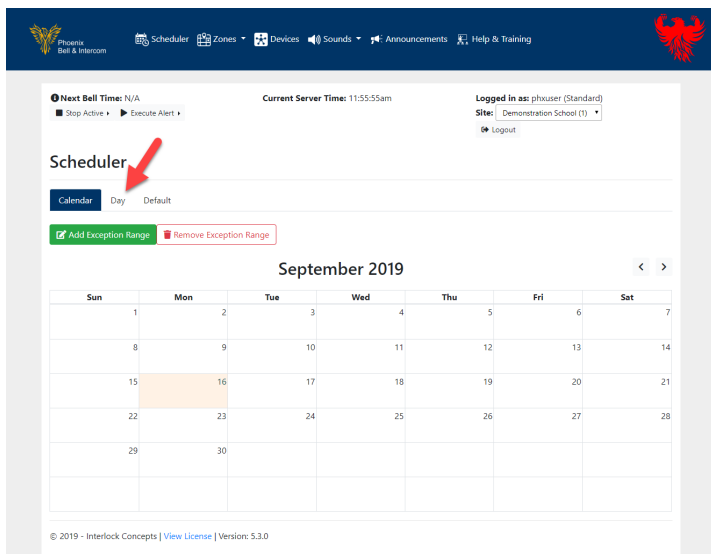 Phoenix
Bell & Intercom
Scheduler Zones Devices Sounds Announcements Help & Training
Next Bell Time: N/A Current Server Time: 11:55:55am Logged in as: phxuser (Standard)
Stop Active Execute Alert Site: Demonstration School (1)
Logout
Scheduler
Calendar Day Default
Add Exception Range Remove Exception Range
September 2019
Sun Mon Tue Wed Thu Fri Sat
1 2 3 4 5 6 7
8 9 10 11 12 13 14
15 16 17 18 19 20 21
22 23 24 25 26 27 28
29 30
© 2019 - Interlock Concepts | View License | Version: 5.3.0